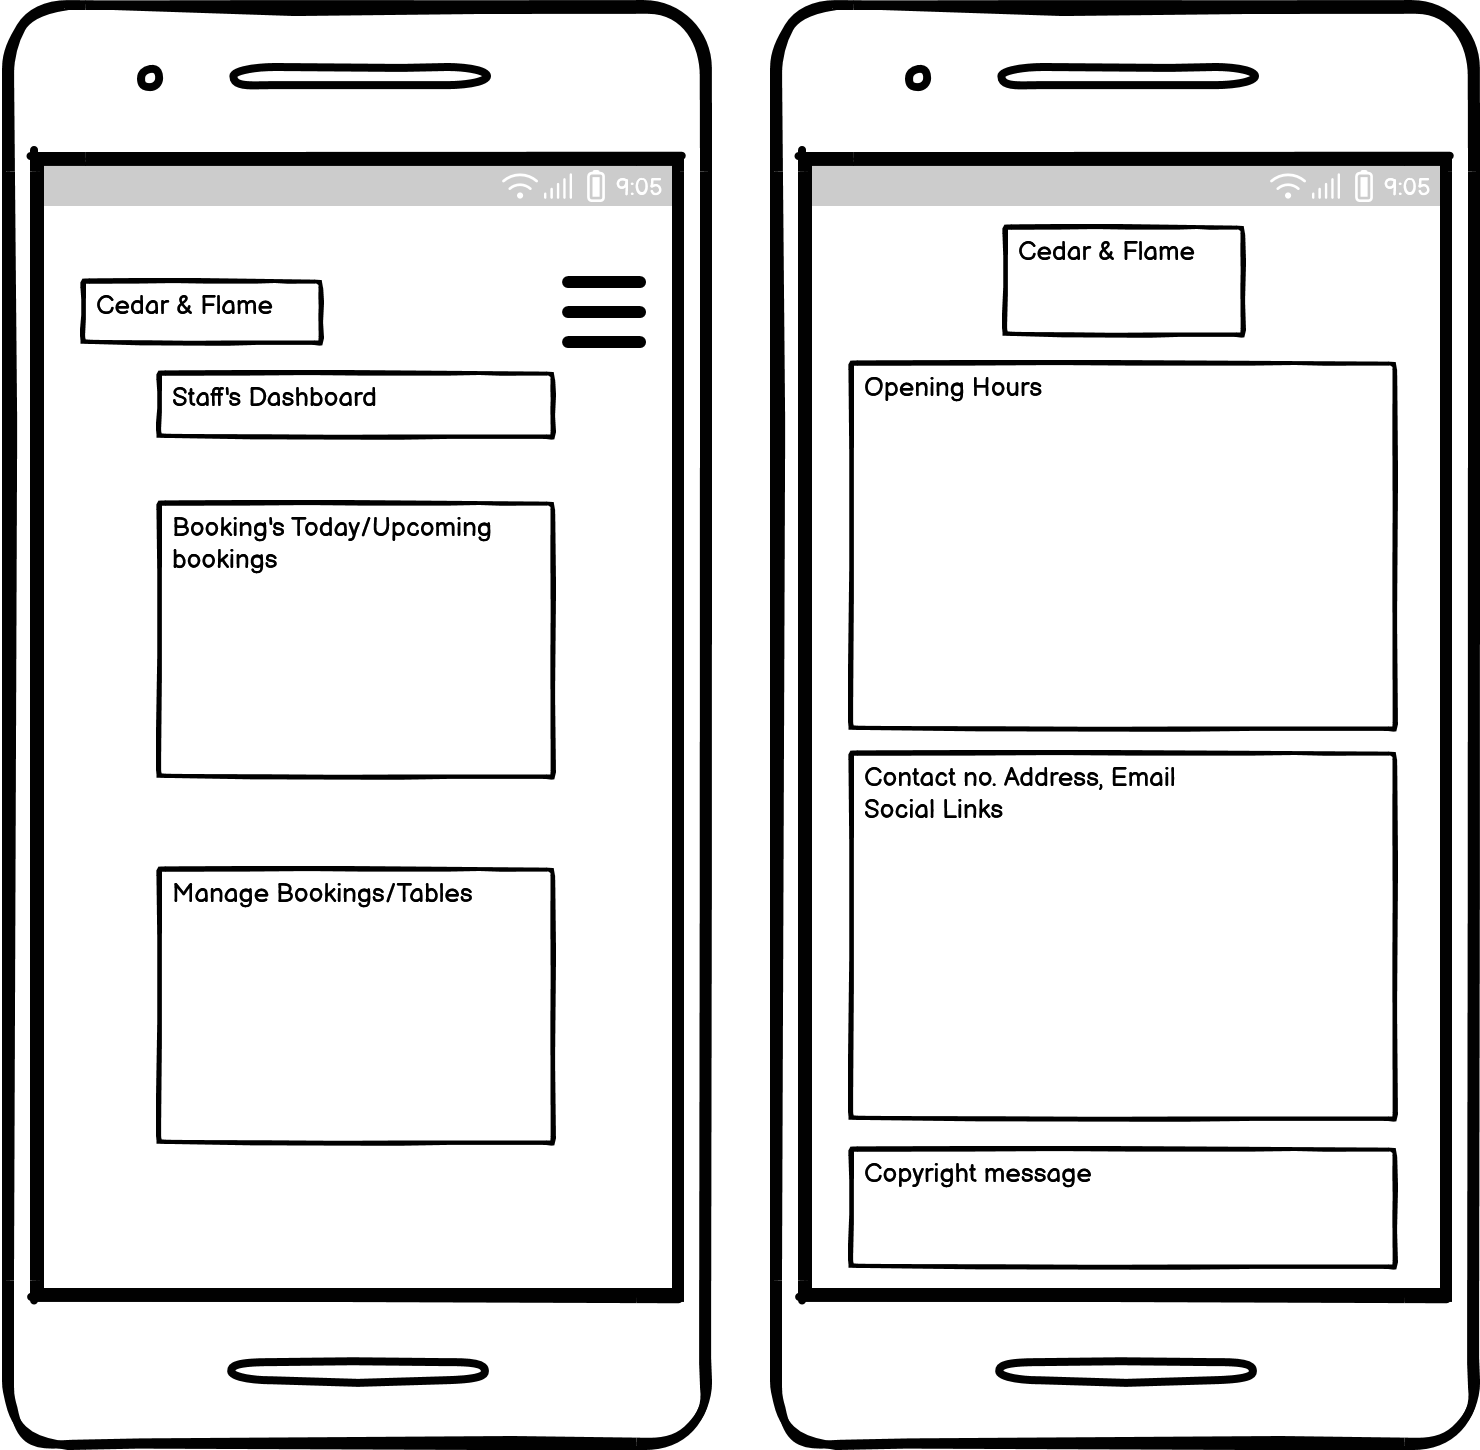 9:05
Cedar & Flame
Staff's Dashboard
Booking's Today/Upcoming
bookings
Manage Bookings/Tables
9:05
Cedar & Flame
Opening Hours
Contact no. Address, Email
Social Links
Copyright message